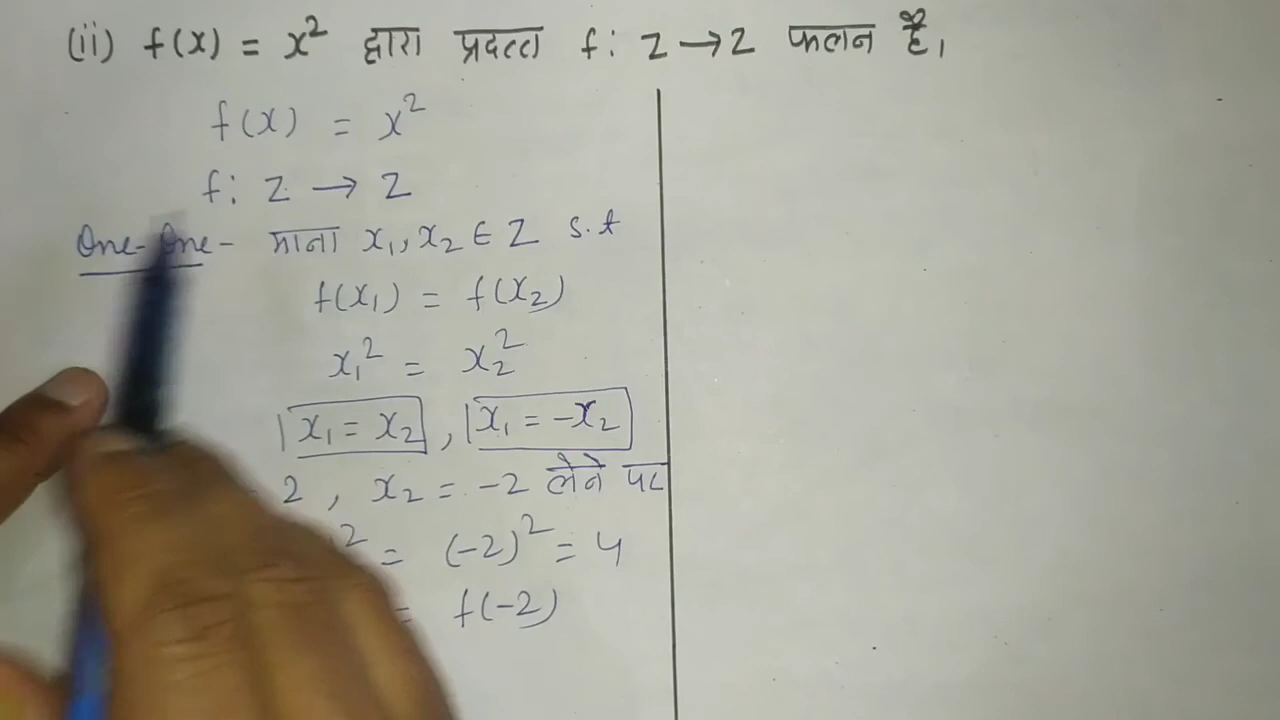 (ii) f(x) = x² द्वारा प्रदत्त f: Z → Z फलन है,
f(x) = x²
f: Z → Z
One-One - माना x₁, x₂ ∈ Z s.t
f(x₁) = f(x₂)
x₁² = x₂²
x₁ = x₂ , x₁ = -x₂
2 , x₂ = -2 लेने पर
² = (-2)² = 4
= f(-2)